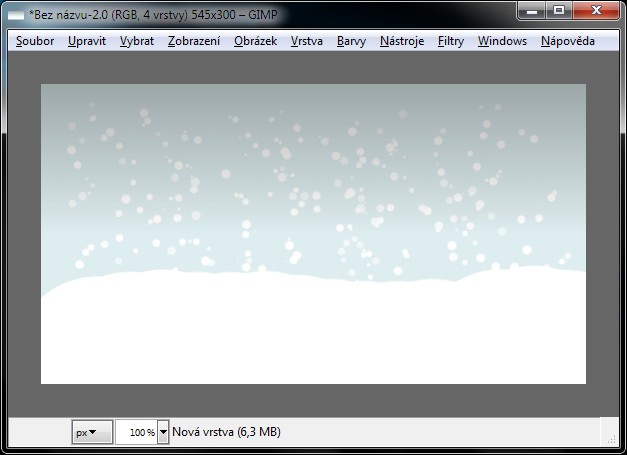 *Bez názvu-2.0 (RGB, 4 vrstvy) 545x300 – GIMP
Soubor Upravit Vybrat Zobrazení Obrázek Vrstva Barvy Nástroje Filtry Windows Nápověda
px 100 % Nová vrstva (6,3 MB)